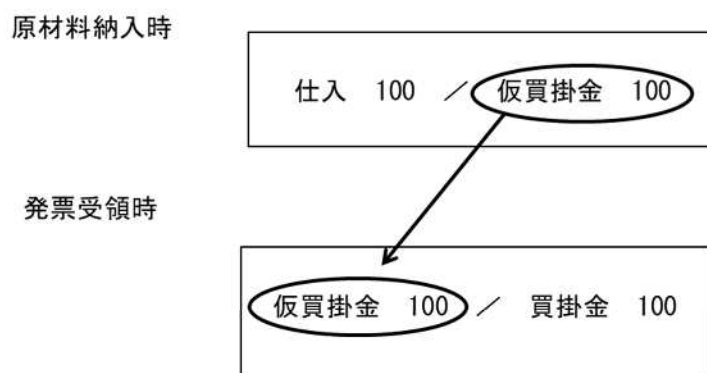 原材料納入時
仕入 100 ／ 仮買掛金 100
発票受領時
仮買掛金 100 ／ 買掛金 100